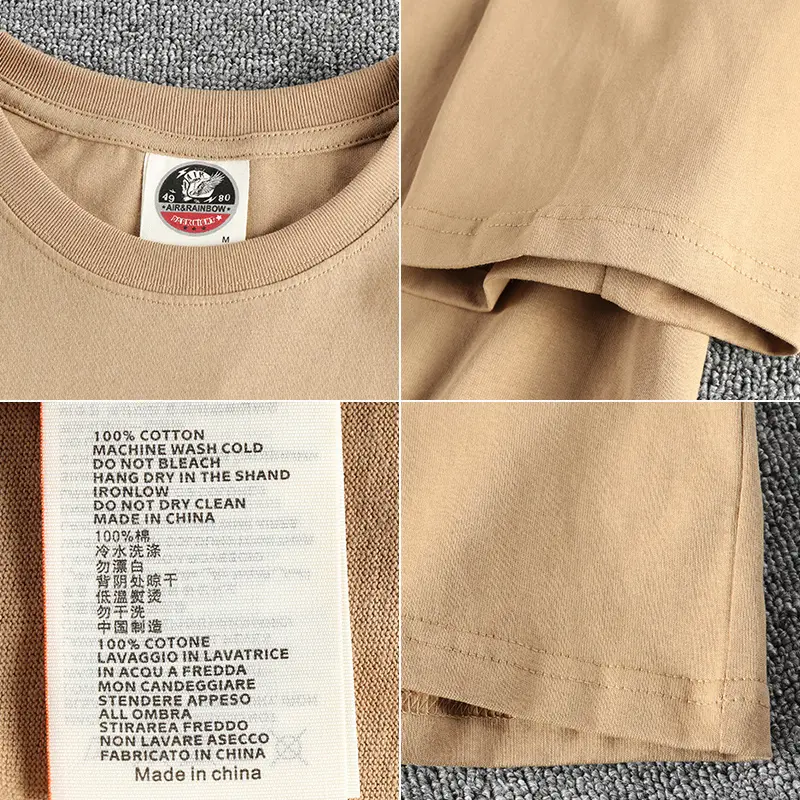 49 80
AIR&RAINBOW
M
100% COTTON
MACHINE WASH COLD
DO NOT BLEACH
HANG DRY IN THE SHAND
IRONLOW
DO NOT DRY CLEAN
MADE IN CHINA
100%棉
冷水洗涤
勿漂白
背阴处晾干
低温熨烫
勿干洗
中国制造
100% COTONE
LAVAGGIO IN LAVATRICE
IN ACQU A FREDDA
MON CANDEGGIARE
STENDERE APPESO
ALL OMBRA
STIRAREA FREDDO
NON LAVARE ASECCO
FABRICATO IN CHINA
Made in china